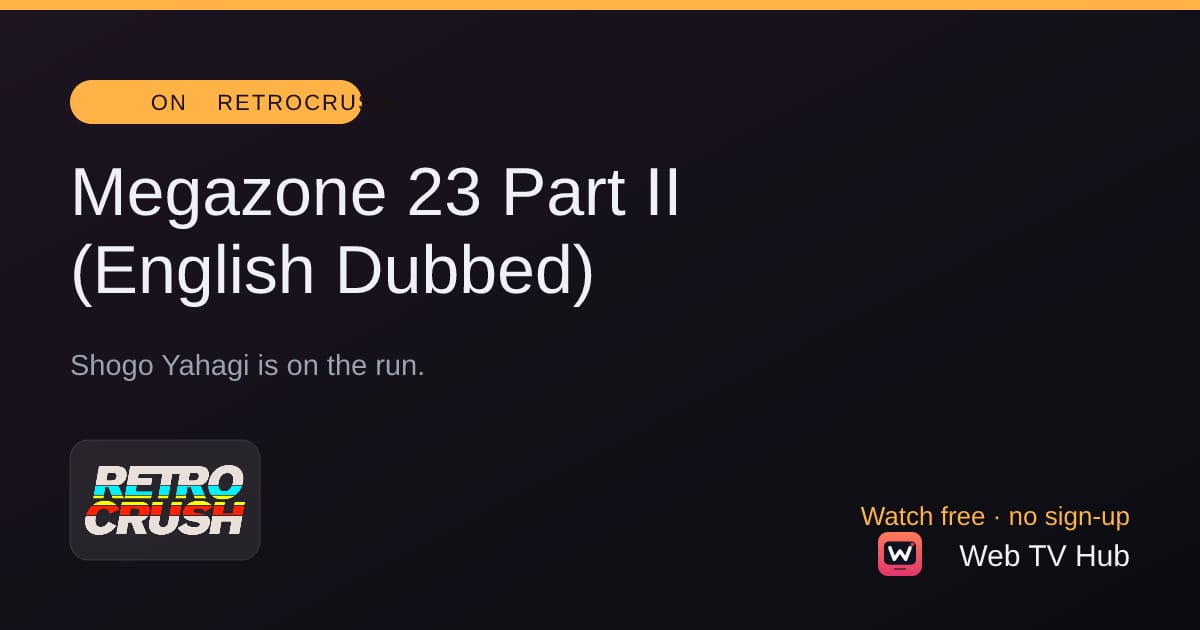 ON RETROCRUSH
Megazone 23 Part II
(English Dubbed)
Shogo Yahagi is on the run.
RETRO
CRUSH
Watch free · no sign-up
W Web TV Hub